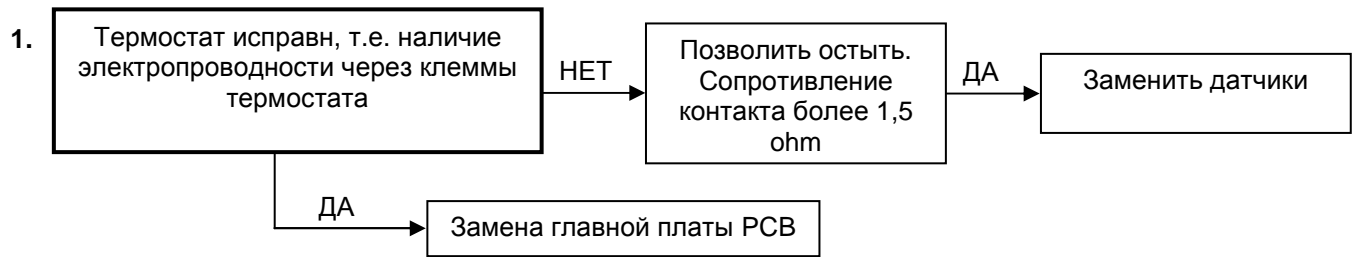 1.
Термостат исправн, т.е. наличие
электропроводности через клеммы
термостата
НЕТ
Позволить остыть.
Сопротивление
контакта более 1,5
ohm
ДА
Заменить датчики
ДА
Замена главной платы PCB